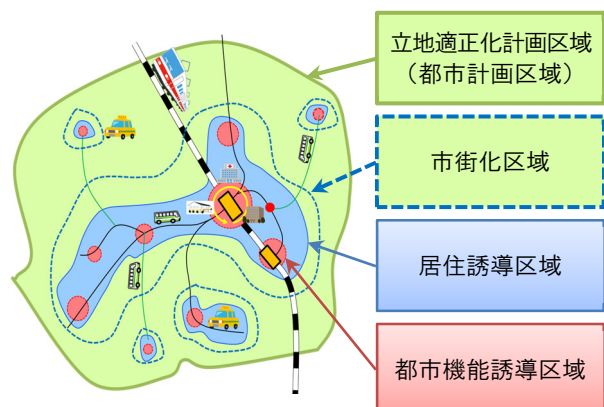 立地適正化計画区域
（都市計画区域）
市街化区域
居住誘導区域
都市機能誘導区域